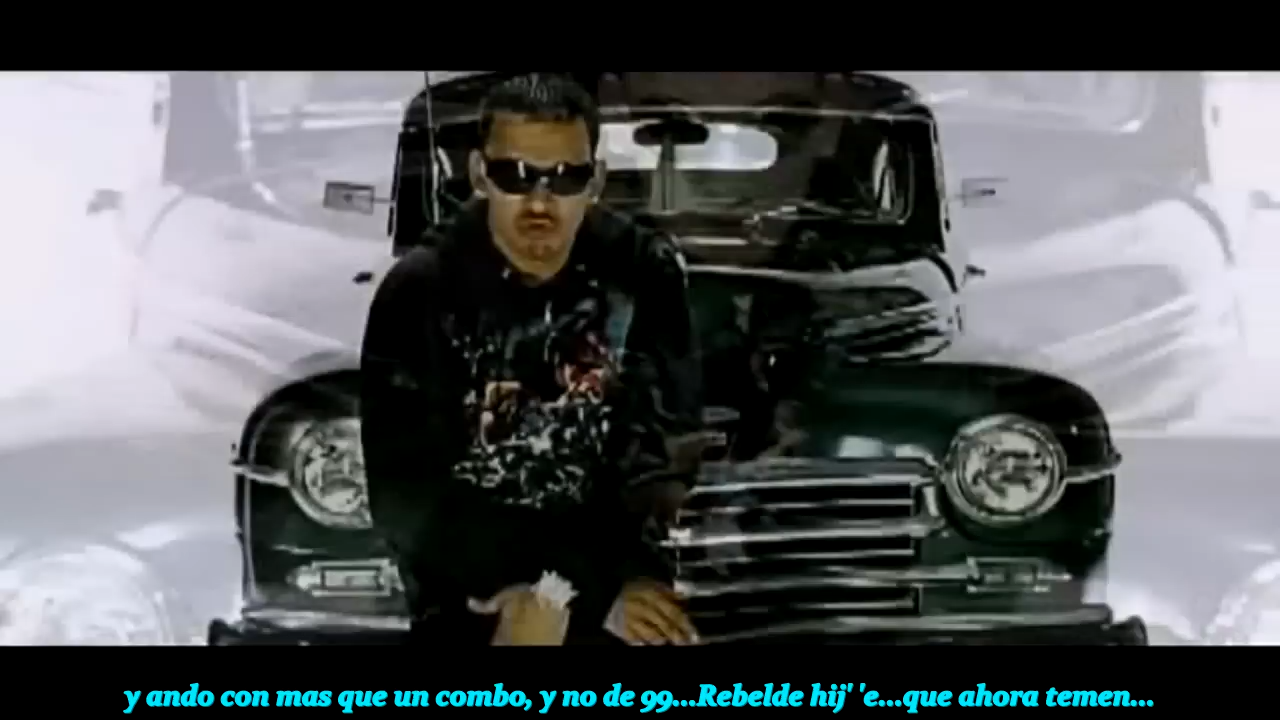 y ando con mas que un combo, y no de 99...Rebelde hij' 'e...que ahora temen...